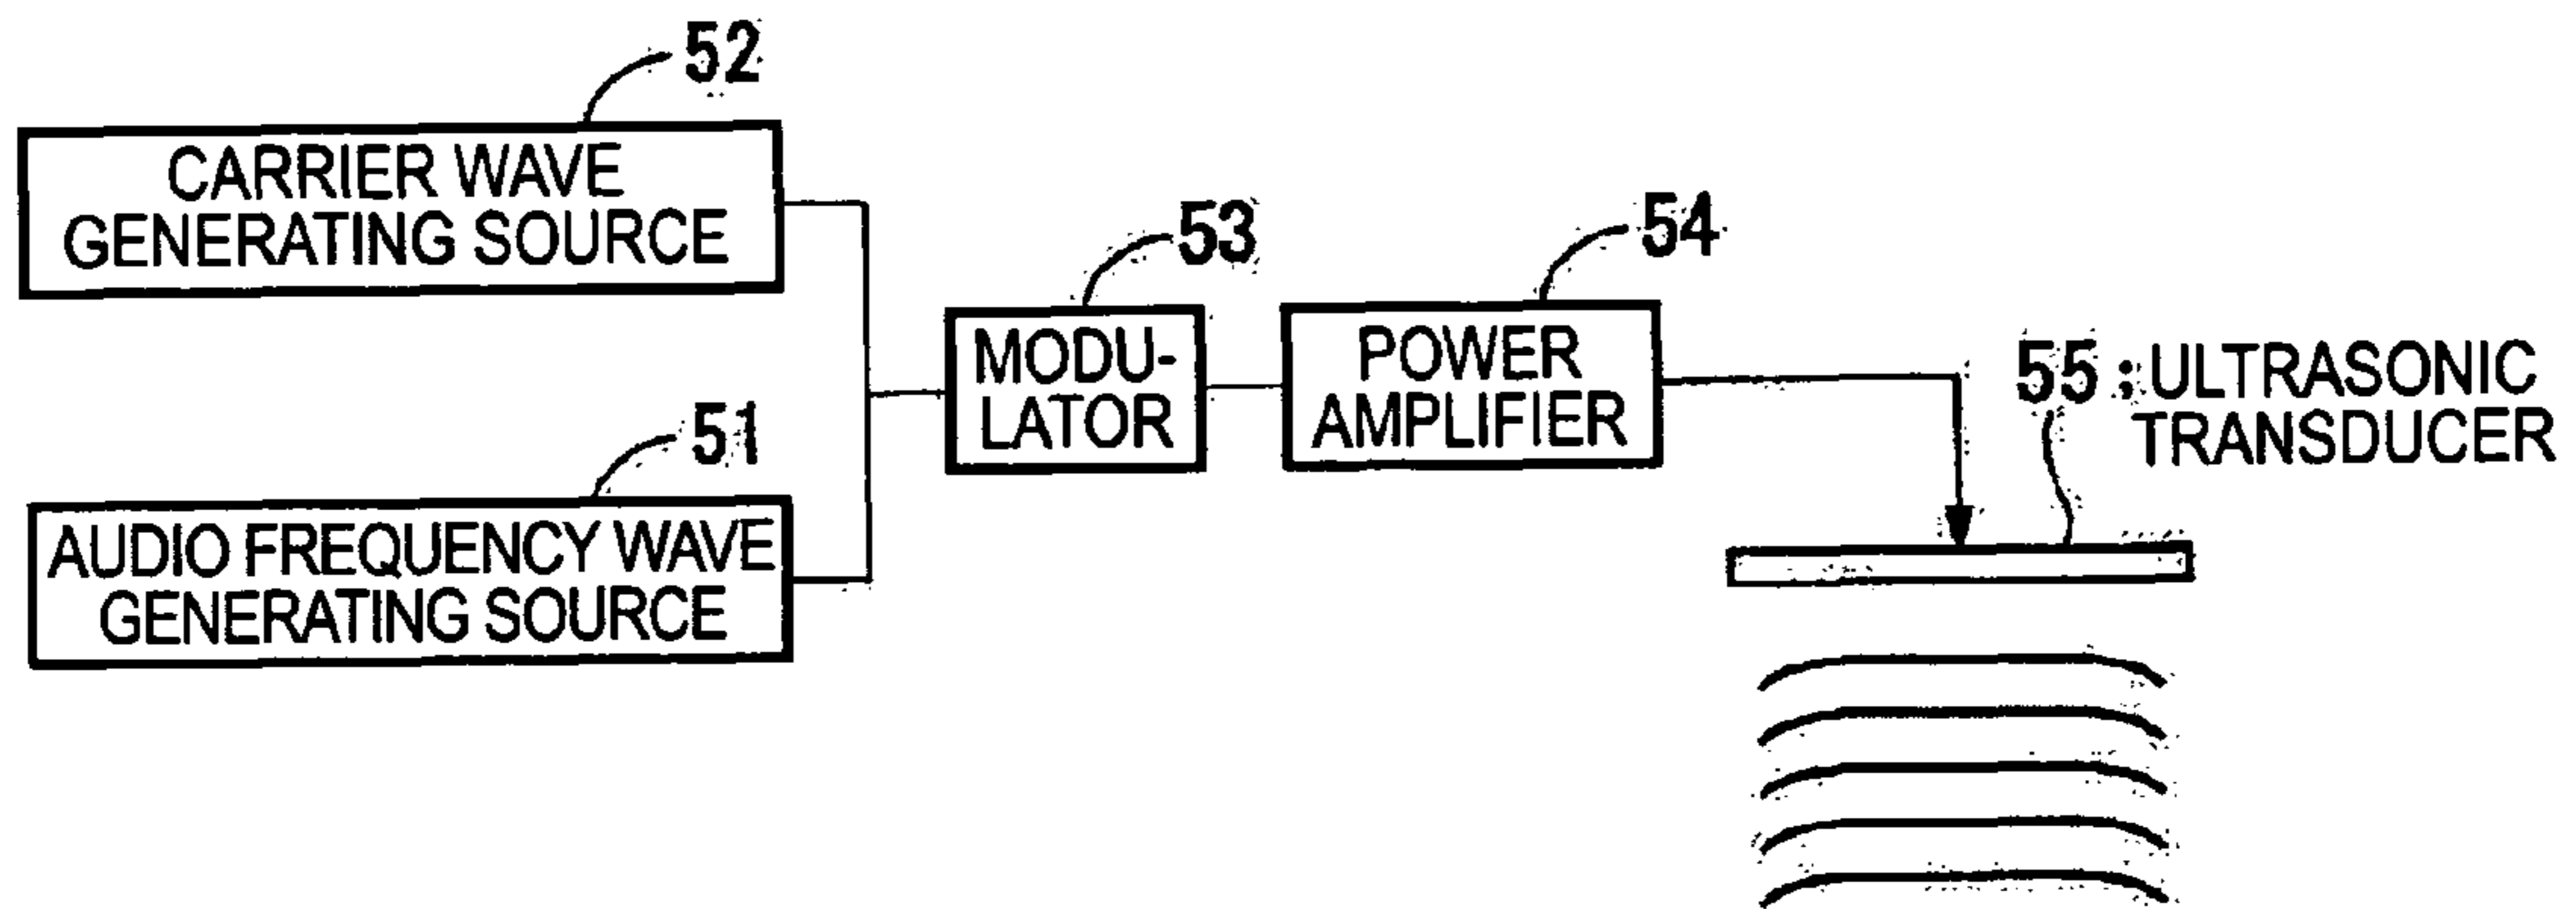 52
CARRIER WAVE
GENERATING SOURCE
53
54
MODU-
LATOR
POWER
AMPLIFIER
55 : ULTRASONIC
TRANSDUCER
51
AUDIO FREQUENCY WAVE
GENERATING SOURCE